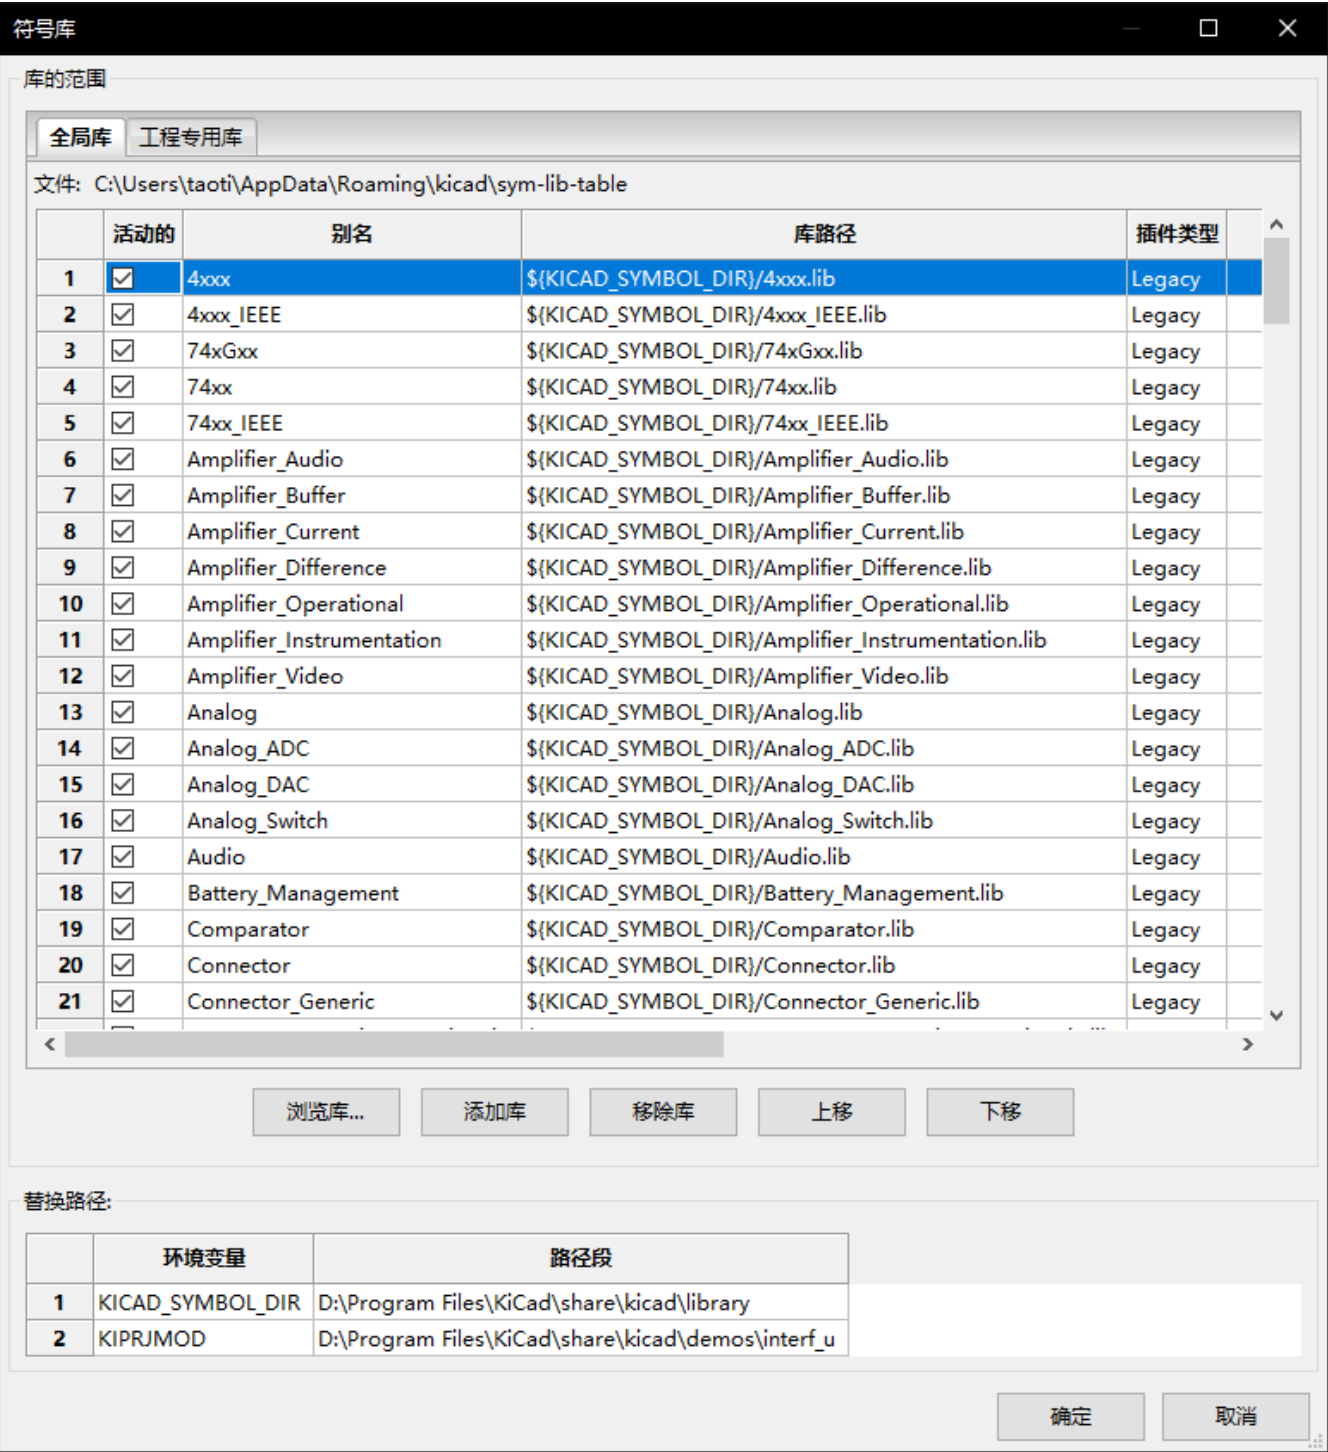 符号库
库的范围
全局库 工程专用库
文件: C:\Users\taoti\AppData\Roaming\kicad\sym-lib-table
活动的 别名 库路径 插件类型
1 4xxx ${KICAD_SYMBOL_DIR}/4xxx.lib Legacy
2 4xxx_IEEE ${KICAD_SYMBOL_DIR}/4xxx_IEEE.lib Legacy
3 74xGxx ${KICAD_SYMBOL_DIR}/74xGxx.lib Legacy
4 74xx ${KICAD_SYMBOL_DIR}/74xx.lib Legacy
5 74xx_IEEE ${KICAD_SYMBOL_DIR}/74xx_IEEE.lib Legacy
6 Amplifier_Audio ${KICAD_SYMBOL_DIR}/Amplifier_Audio.lib Legacy
7 Amplifier_Buffer ${KICAD_SYMBOL_DIR}/Amplifier_Buffer.lib Legacy
8 Amplifier_Current ${KICAD_SYMBOL_DIR}/Amplifier_Current.lib Legacy
9 Amplifier_Difference ${KICAD_SYMBOL_DIR}/Amplifier_Difference.lib Legacy
10 Amplifier_Operational ${KICAD_SYMBOL_DIR}/Amplifier_Operational.lib Legacy
11 Amplifier_Instrumentation ${KICAD_SYMBOL_DIR}/Amplifier_Instrumentation.lib Legacy
12 Amplifier_Video ${KICAD_SYMBOL_DIR}/Amplifier_Video.lib Legacy
13 Analog ${KICAD_SYMBOL_DIR}/Analog.lib Legacy
14 Analog_ADC ${KICAD_SYMBOL_DIR}/Analog_ADC.lib Legacy
15 Analog_DAC ${KICAD_SYMBOL_DIR}/Analog_DAC.lib Legacy
16 Analog_Switch ${KICAD_SYMBOL_DIR}/Analog_Switch.lib Legacy
17 Audio ${KICAD_SYMBOL_DIR}/Audio.lib Legacy
18 Battery_Management ${KICAD_SYMBOL_DIR}/Battery_Management.lib Legacy
19 Comparator ${KICAD_SYMBOL_DIR}/Comparator.lib Legacy
20 Connector ${KICAD_SYMBOL_DIR}/Connector.lib Legacy
21 Connector_Generic ${KICAD_SYMBOL_DIR}/Connector_Generic.lib Legacy
浏览库... 添加库 移除库 上移 下移
替换路径:
环境变量 路径段
1 KICAD_SYMBOL_DIR D:\Program Files\KiCad\share\kicad\library
2 KIPRJMOD D:\Program Files\KiCad\share\kicad\demos\interf_u
确定 取消